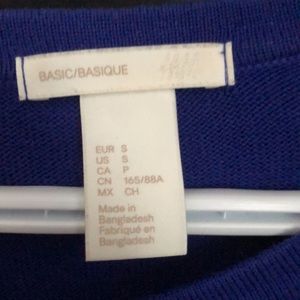 BASIC/BASIQUE
EUR S
US S
CA P
CN 165/88A
MX CH
Made in
Bangladesh
Fabriqué en
Bangladesh